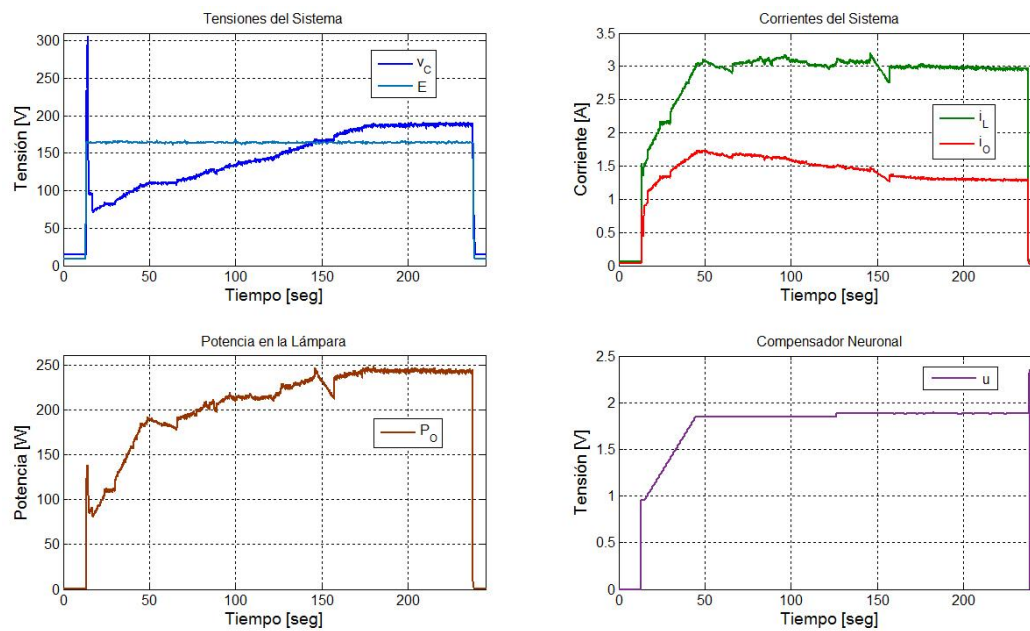 Tensiones del Sistema
300
250
200
150
100
50
0
Tensión [V]
v_C
E
0 50 100 150 200
Tiempo [seg]
Corrientes del Sistema
3.5
3
2.5
2
1.5
1
0.5
0
Corriente [A]
i_L
i_O
0 50 100 150 200
Tiempo [seg]
Potencia en la Lámpara
250
200
150
100
50
0
Potencia [W]
P_O
0 50 100 150 200
Tiempo [seg]
Compensador Neuronal
2.5
2
1.5
1
0.5
0
Tensión [V]
u
0 50 100 150 200
Tiempo [seg]